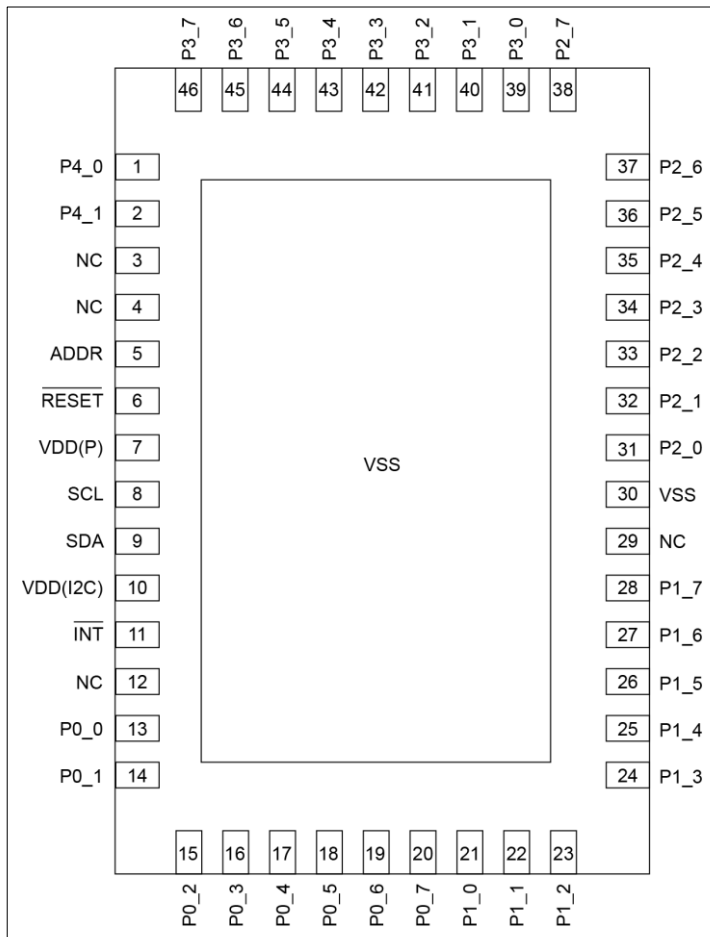 P3_7 P3_6 P3_5 P3_4 P3_3 P3_2 P3_1 P3_0 P2_7
46 45 44 43 42 41 40 39 38
P4_0 1 37 P2_6
P4_1 2 36 P2_5
NC 3 35 P2_4
NC 4 34 P2_3
ADDR 5 33 P2_2
RESET 6 32 P2_1
VDD(P) 7 31 P2_0
VSS
SCL 8 30 VSS
SDA 9 29 NC
VDD(I2C) 10 28 P1_7
INT 11 27 P1_6
NC 12 26 P1_5
P0_0 13 25 P1_4
P0_1 14 24 P1_3
15 16 17 18 19 20 21 22 23
P0_2 P0_3 P0_4 P0_5 P0_6 P0_7 P1_0 P1_1 P1_2